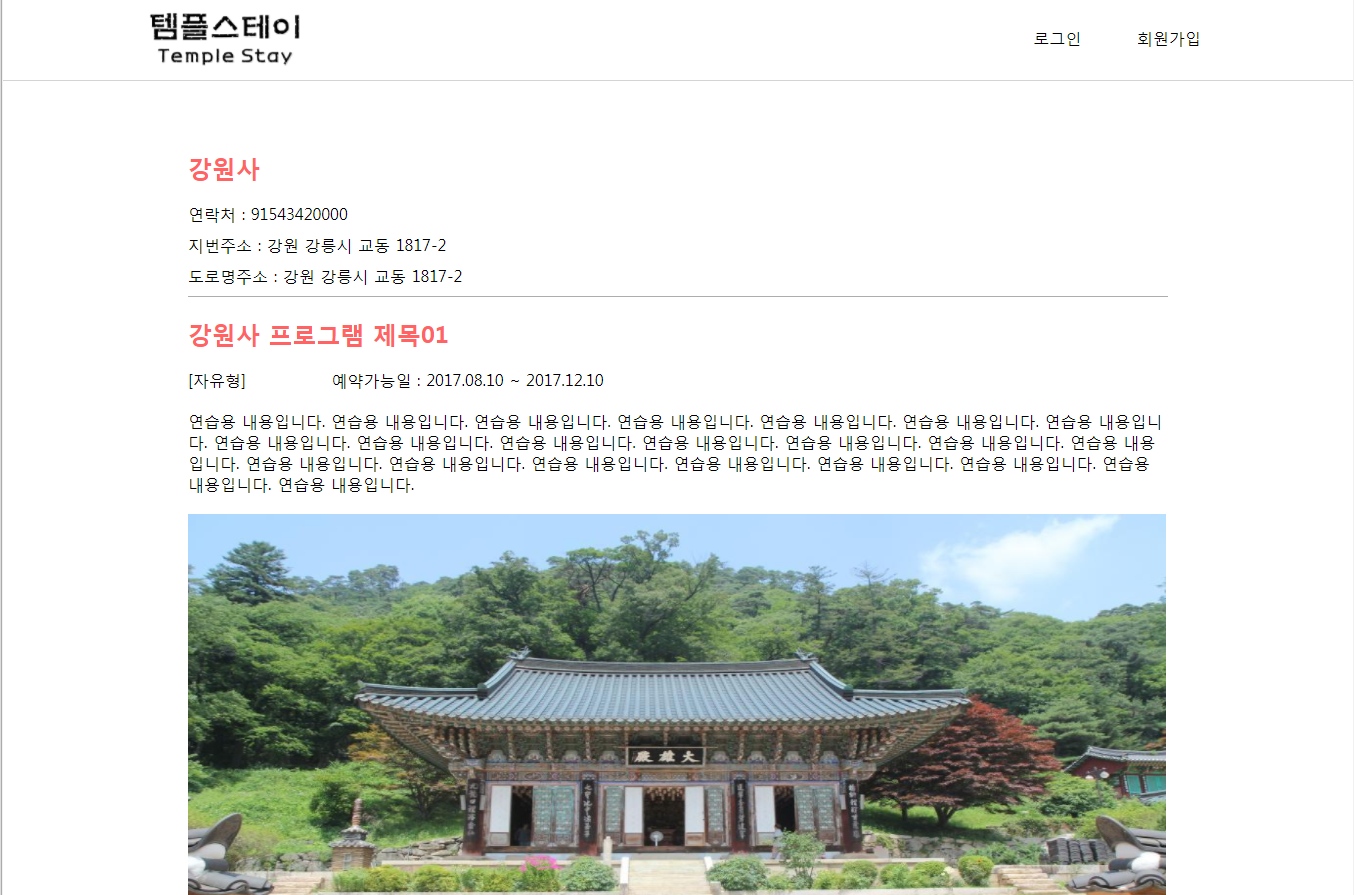 템플스테이
Temple Stay
로그인 회원가입
강원사
연락처 : 91543420000
지번주소 : 강원 강릉시 교동 1817-2
도로명주소 : 강원 강릉시 교동 1817-2
강원사 프로그램 제목01
[자유형] 예약가능일 : 2017.08.10 ~ 2017.12.10
연습용 내용입니다. 연습용 내용입니다. 연습용 내용입니다. 연습용 내용입니다. 연습용 내용입니다. 연습용 내용입니다. 연습용 내용입니
다. 연습용 내용입니다. 연습용 내용입니다. 연습용 내용입니다. 연습용 내용입니다. 연습용 내용입니다. 연습용 내용입니다. 연습용 내용
입니다. 연습용 내용입니다. 연습용 내용입니다. 연습용 내용입니다. 연습용 내용입니다. 연습용 내용입니다. 연습용 내용입니다. 연습용
내용입니다. 연습용 내용입니다.
殿雄大